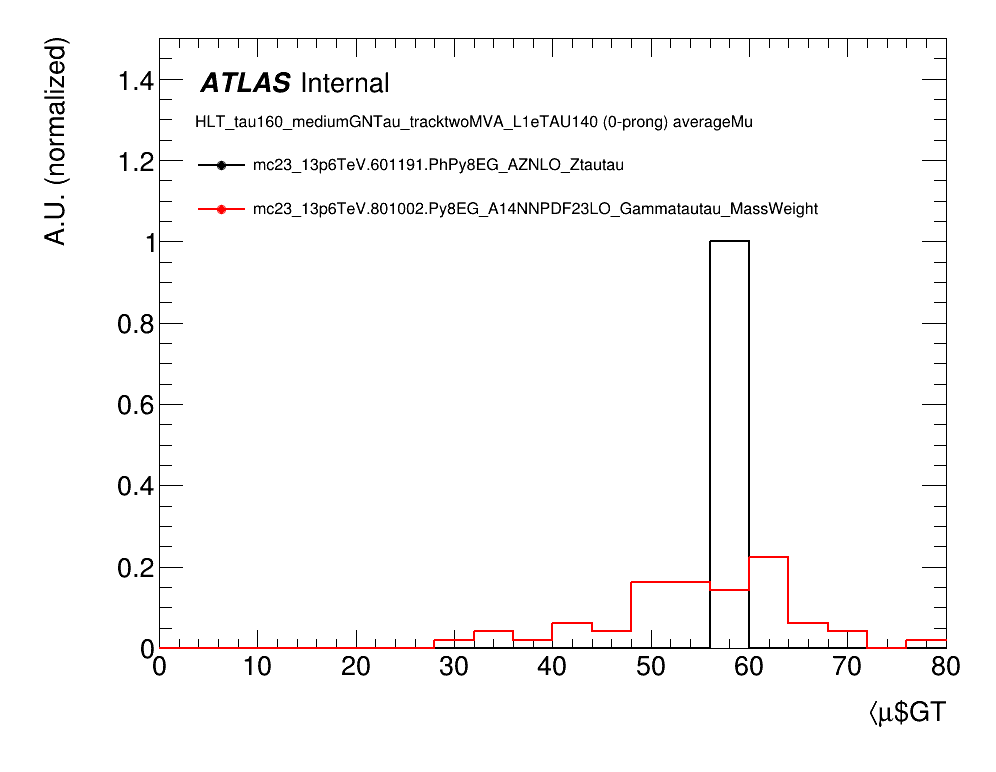 A.U. (normalized)
ATLAS Internal
HLT_tau160_mediumGNTau_tracktwoMVA_L1eTAU140 (0-prong) averageMu
mc23_13p6TeV.601191.PhPy8EG_AZNLO_Ztautau
mc23_13p6TeV.801002.Py8EG_A14NNPDF23LO_Gammatautau_MassWeight
1.4
1.2
1
0.8
0.6
0.4
0.2
0
0 10 20 30 40 50 60 70 80
⟨μ$GT